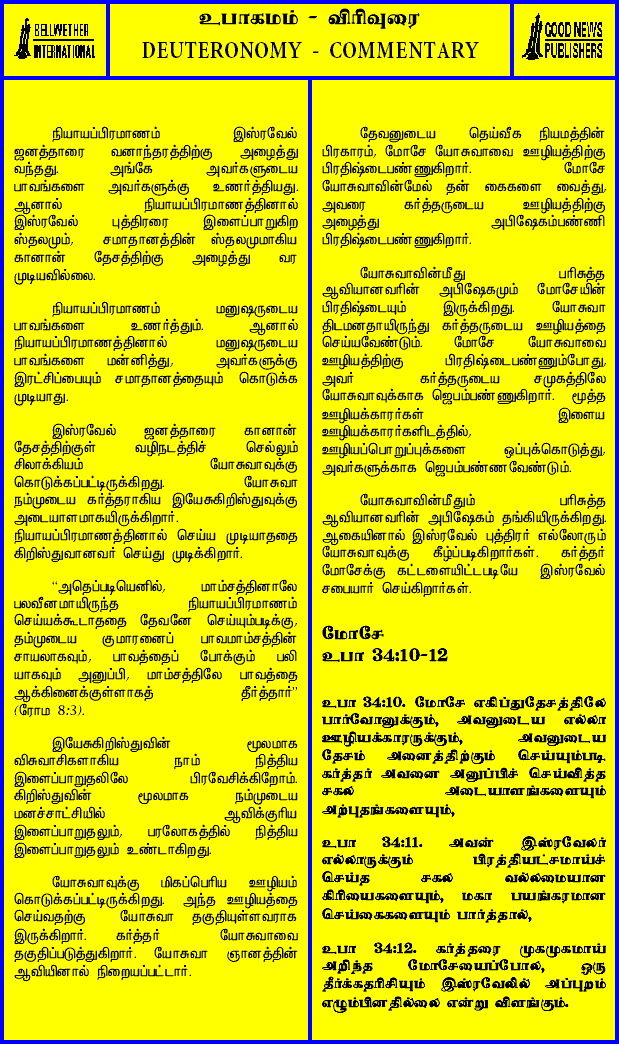 BELLWETHER
INTERNATIONAL
உபாகமம் - விரிவுரை
DEUTERONOMY - COMMENTARY
GOOD NEWS
PUBLISHERS
நியாயப்பிரமாணம் இஸ்ரவேல்
ஜனத்தாரை வனாந்தரத்திற்கு அழைத்து
வந்தது. அங்கே அவர்களுடைய
பாவங்களை அவர்களுக்கு உணர்த்தியது.
ஆனால் நியாயப்பிரமாணத்தினால்
இஸ்ரவேல் புத்திரரை இளைப்பாறுகிற
ஸ்தலமும், சமாதானத்தின் ஸ்தலமுமாகிய
கானான் தேசத்திற்கு அழைத்து வர
முடியவில்லை.
நியாயப்பிரமாணம் மனுஷருடைய
பாவங்களை உணர்த்தும். ஆனால்
நியாயப்பிரமாணத்தினால் மனுஷருடைய
பாவங்களை மன்னித்து, அவர்களுக்கு
இரட்சிப்பையும் சமாதானத்தையும் கொடுக்க
முடியாது.
இஸ்ரவேல் ஜனத்தாரை கானான்
தேசத்திற்குள் வழிநடத்திச் செல்லும்
சிலாக்கியம் யோசுவாவுக்கு
கொடுக்கப்பட்டிருக்கிறது. யோசுவா
நம்முடைய கர்த்தராகிய இயேசுகிறிஸ்துவுக்கு
அடையாளமாகயிருக்கிறார்.
நியாயப்பிரமாணத்தினால் செய்ய முடியாததை
கிறிஸ்துவானவர் செய்து முடிக்கிறார்.
“அதெப்படியெனில், மாம்சத்தினாலே
பலவீனமாயிருந்த நியாயப்பிரமாணம்
செய்யக்கூடாததை தேவனே செய்யும்படிக்கு,
தம்முடைய குமாரனைப் பாவமாம்சத்தின்
சாயலாகவும், பாவத்தைப் போக்கும் பலி
யாகவும் அனுப்பி, மாம்சத்திலே பாவத்தை
ஆக்கினைக்குள்ளாகத் தீர்த்தார்”
(ரோம 8:3).
இயேசுகிறிஸ்துவின் மூலமாக
விசுவாசிகளாகிய நாம் நித்திய
இளைப்பாறுதலிலே பிரவேசிக்கிறோம்.
கிறிஸ்துவின் மூலமாக நம்முடைய
மனச்சாட்சியில் ஆவிக்குரிய
இளைப்பாறுதலும், பரலோகத்தில் நித்திய
இளைப்பாறுதலும் உண்டாகிறது.
யோசுவாவுக்கு மிகப்பெரிய ஊழியம்
கொடுக்கப்பட்டிருக்கிறது. அந்த ஊழியத்தை
செய்வதற்கு யோசுவா தகுதியுள்ளவராக
இருக்கிறார். கர்த்தர் யோசுவாவை
தகுதிப்படுத்துகிறார். யோசுவா ஞானத்தின்
ஆவியினால் நிறையப்பட்டார்.
தேவனுடைய தெய்வீக நியமத்தின்
பிரகாரம், மோசே யோசுவாவை ஊழியத்திற்கு
பிரதிஷ்டைபண்ணுகிறார். மோசே
யோசுவாவின்மேல் தன் கைகளை வைத்து,
அவரை கர்த்தருடைய ஊழியத்திற்கு
அழைத்து அபிஷேகம்பண்ணி
பிரதிஷ்டைபண்ணுகிறார்.
யோசுவாவின்மீது பரிசுத்த
ஆவியானவரின் அபிஷேகமும் மோசேயின்
பிரதிஷ்டையும் இருக்கிறது. யோசுவா
திடமனதாயிருந்து கர்த்தருடைய ஊழியத்தை
செய்யவேண்டும். மோசே யோசுவாவை
ஊழியத்திற்கு பிரதிஷ்டைபண்ணும்போது,
அவர் கர்த்தருடைய சமுகத்திலே
யோசுவாவுக்காக ஜெபம்பண்ணுகிறார். மூத்த
ஊழியக்காரர்கள் இளைய
ஊழியக்காரர்களிடத்தில்,
ஊழியப்பொறுப்புக்களை ஒப்புக்கொடுத்து,
அவர்களுக்காக ஜெபம்பண்ணவேண்டும்.
யோசுவாவின்மீதும் பரிசுத்த
ஆவியானவரின் அபிஷேகம் தங்கியிருக்கிறது.
ஆகையினால் இஸ்ரவேல் புத்திரர் எல்லோரும்
யோசுவாவுக்கு கீழ்ப்படிகிறார்கள். கர்த்தர்
மோசேக்கு கட்டளையிட்டபடியே இஸ்ரவேல்
சபையார் செய்கிறார்கள்.
மோசே
உபா 34:10-12
உபா 34:10. மோசே எகிப்துதேசத்திலே
பார்வோனுக்கும், அவனுடைய எல்லா
ஊழியக்காரருக்கும், அவனுடைய
தேசம் அனைத்திற்கும் செய்யும்படி
கர்த்தர் அவனை அனுப்பிச் செய்வித்த
சகல அடையாளங்களையும்
அற்புதங்களையும்,
உபா 34:11. அவன் இஸ்ரவேலர்
எல்லாருக்கும் பிரத்தியட்சமாய்ச்
செய்த சகல வல்லமையான
கிரியைகளையும், மகா பயங்கரமான
செய்கைகளையும் பார்த்தால்,
உபா 34:12. கர்த்தரை முகமுகமாய்
அறிந்த மோசேயைப்போல, ஒரு
தீர்க்கதரிசியும் இஸ்ரவேலில் அப்புறம்
எழும்பினதில்லை என்று விளங்கும்.